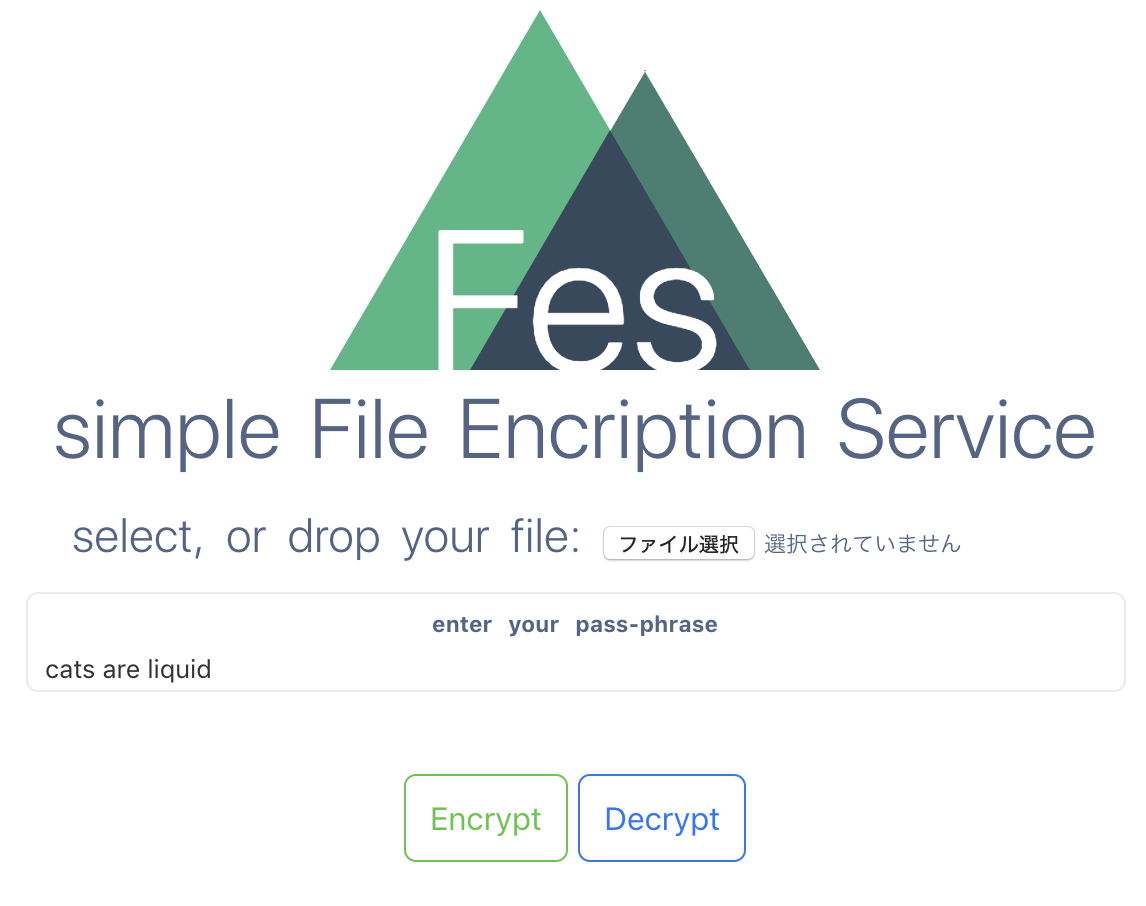 Fes
simple File Encription Service
select, or drop your file: ファイル選択 選択されていません
enter your pass-phrase
cats are liquid
Encrypt Decrypt